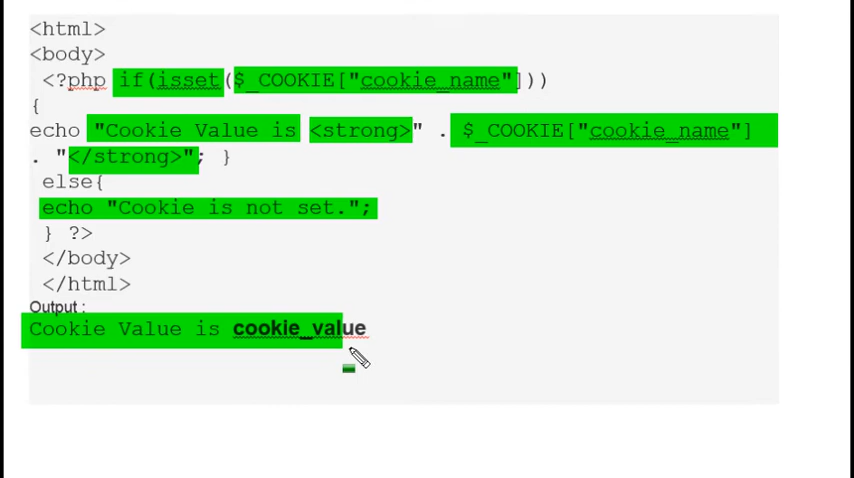 <html>
<body>
<?php if(isset($_COOKIE["cookie_name"]))
{
echo "Cookie Value is <strong>" . $_COOKIE["cookie_name"]
. "</strong>"; }
else{
echo "Cookie is not set.";
} ?>
</body>
</html>
Output :
Cookie Value is cookie_value